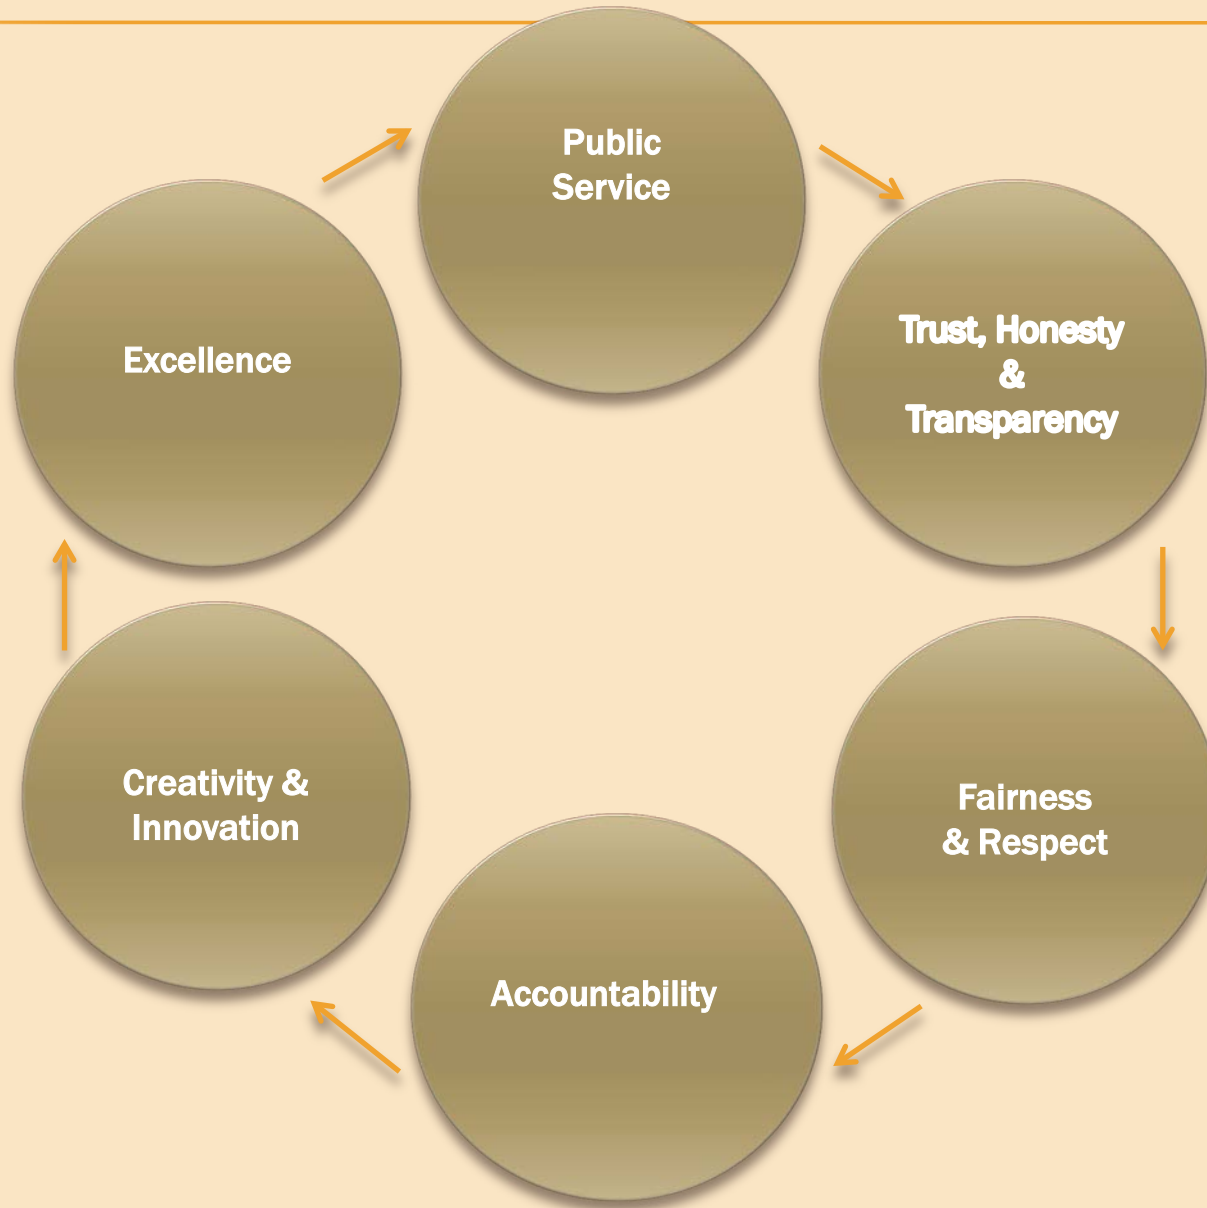 Public
Service
Trust, Honesty
&
Transparency
Fairness
& Respect
Accountability
Creativity &
Innovation
Excellence